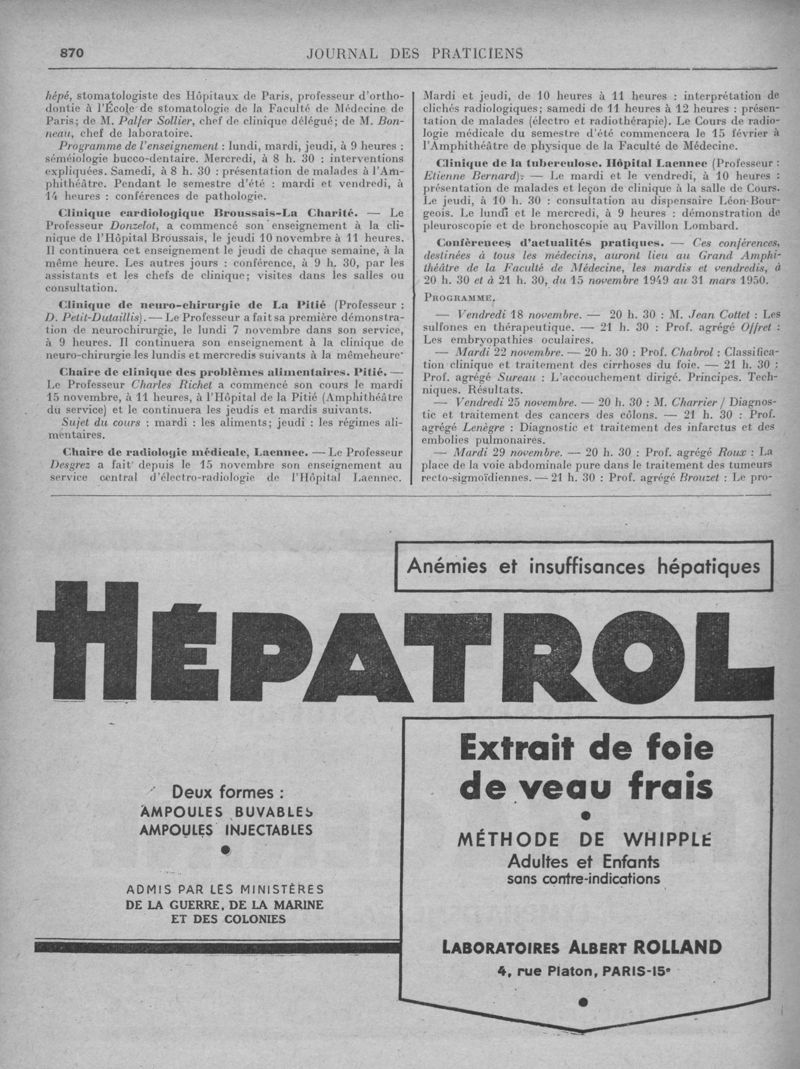 870
JOURNAL DES PRATICIENS
hépé, stomatologiste des Hôpitaux de Paris, professeur d'ortho-
dontie à l'École de stomatologie de la Faculté de Médecine de
Paris; de M. Palfer Sollier, chef de clinique délégué; de M. Bon-
neau, chef de laboratoire.
Programme de l'enseignement : lundi, mardi, jeudi, à 9 heures :
séméiologie bucco-dentaire. Mercredi, à 8 h. 30 : interventions
expliquées. Samedi, à 8 h. 30 : présentation de malades à l'Am-
phithéâtre. Pendant le semestre d'été : mardi et vendredi, à
14 heures : conférences de pathologie.
Clinique cardiologique Broussais-La Charité. — Le
Professeur Donzelot, a commencé son enseignement à la cli-
nique de l'Hôpital Broussais, le jeudi 10 novembre à 11 heures.
Il continuera cet enseignement le jeudi de chaque semaine, à la
même heure. Les autres jours : conférence, à 9 h. 30, par les
assistants et les chefs de clinique; visites dans les salles ou
consultation.
Clinique de neuro-chirurgie de La Pitié (Professeur :
D. Petit-Dutaillis). — Le Professeur a fait sa première démonstra-
tion de neurochirurgie, le lundi 7 novembre dans son service,
à 9 heures. Il continuera son enseignement à la clinique de
neuro-chirurgie les lundis et mercredis suivants à la mêmeheure·
Chaire de clinique des problèmes alimentaires. Pitié. —
Le Professeur Charles Richet a commencé son cours le mardi
15 novembre, à 11 heures, à l'Hôpital de la Pitié (Amphithéâtre
du service) et le continuera les jeudis et mardis suivants.
Sujet du cours : mardi : les aliments; jeudi : les régimes ali-
mentaires.
Chaire de radiologie médicale, Laennec. — Le Professeur
Desgrez a fait depuis le 15 novembre son enseignement au
service central d'électro-radiologie de l'Hôpital Laennec.
Mardi et jeudi, de 10 heures à 11 heures : interprétation de
clichés radiologiques; samedi de 11 heures à 12 heures : présen-
tation de malades (électro et radiothérapie). Le Cours de radio-
logie médicale du semestre d'été commencera le 15 février à
l'Amphithéâtre de physique de la Faculté de Médecine.
Clinique de la tuberculose. Hôpital Laennec (Professeur :
Etienne Bernard): — Le mardi et le vendredi, à 10 heures :
présentation de malades et leçon de clinique à la salle de Cours.
Le jeudi, à 10 h. 30 : consultation au dispensaire Léon-Bour-
geois. Le lundi et le mercredi, à 9 heures : démonstration de
pleuroscopie et de bronchoscopie au Pavillon Lombard.
Conférences d'actualités pratiques. — Ces conférences,
destinées à tous les médecins, auront lieu au Grand Amphi-
théâtre de la Faculté de Médecine, les mardis et vendredis, à
20 h. 30 et à 21 h. 30, du 15 novembre 1949 au 31 mars 1950.
PROGRAMME.
— Vendredi 18 novembre. — 20 h. 30 : M. Jean Cottet : Les
sulfones en thérapeutique. — 21 h. 30 : Prof. agrégé Offret :
Les embryopathies oculaires.
— Mardi 22 novembre. — 20 h. 30 : Prof. Chabrol : Classifica-
tion clinique et traitement des cirrhoses du foie. — 21 h. 30 :
Prof. agrégé Sureau : L'accouchement dirigé. Principes. Tech-
niques. Résultats.
— Vendredi 25 novembre. — 20 h. 30 : M. Charrier / Diagnos-
tic et traitement des cancers des côlons. — 21 h. 30 : Prof.
agrégé Lenègre : Diagnostic et traitement des infarctus et des
embolies pulmonaires.
— Mardi 29 novembre. — 20 h. 30 : Prof. agrégé Roux : La
place de la voie abdominale pure dans le traitement des tumeurs
recto-sigmoïdiennes. — 21 h. 30 : Prof. agrégé Brouzet : Le pro-
Anémies et insuffisances hépatiques
HÉPATROL
Deux formes :
AMPOULES BUVABLES
AMPOULES INJECTABLES
ADMIS PAR LES MINISTÈRES
DE LA GUERRE, DE LA MARINE
ET DES COLONIES
Extrait de foie
de veau frais
MÉTHODE DE WHIPPLE
Adultes et Enfants
sans contre-indications
LABORATOIRES ALBERT ROLLAND
4, rue Platon, PARIS-15e